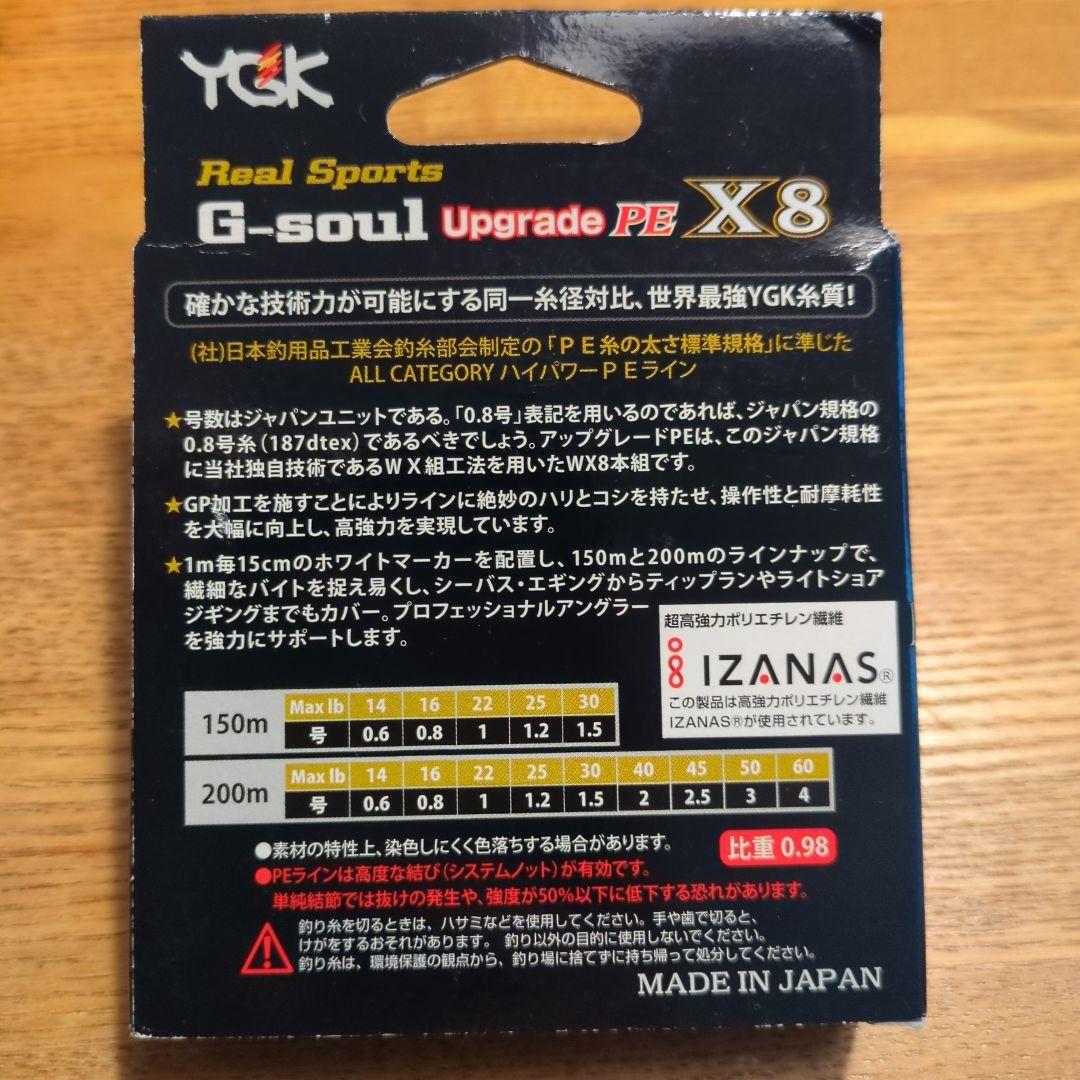 YGK
Real Sports
G-soul Upgrade PE X8
確かな技術力が可能にする同一糸径対比、世界最強YGK糸質!
(社)日本釣用品工業会釣糸部会制定の「ＰＥ糸の太さ標準規格」に準じた
ALL CATEGORY ハイパワーＰＥライン
★号数はジャパンユニットである。「0.8号」表記を用いるのであれば、ジャパン規格の
0.8号糸（187dtex）であるべきでしょう。アップグレードPEは、このジャパン規格
に当社独自技術であるＷＸ組工法を用いたWX8本組です。
★GP加工を施すことによりラインに絶妙のハリとコシを持たせ、操作性と耐摩耗性
を大幅に向上し、高強力を実現しています。
★1m毎15cmのホワイトマーカーを配置し、150mと200mのラインナップで、
繊細なバイトを捉え易くし、シーバス・エギングからティップランやライトショア
ジギングまでもカバー。プロフェッショナルアングラー
を強力にサポートします。
超高強力ポリエチレン繊維
IZANAS®
この製品は高強力ポリエチレン繊維
IZANAS®が使用されています。
150m
Max lb 14 16 22 25 30
号 0.6 0.8 1 1.2 1.5
200m
Max lb 14 16 22 25 30 40 45 50 60
号 0.6 0.8 1 1.2 1.5 2 2.5 3 4
●素材の特性上、染色しにくく色落ちする場合があります。
比重 0.98
●PEラインは高度な結び（システムノット）が有効です。
単純結節では抜けの発生や、強度が50%以下に低下する恐れがあります。
釣り糸を切るときは、ハサミなどを使用してください。手や歯で切ると、
けがをするおそれがあります。 釣り以外の目的に使用しないでください。
釣り糸は、環境保護の観点から、釣り場に捨てずに持ち帰って処分してください。
MADE IN JAPAN